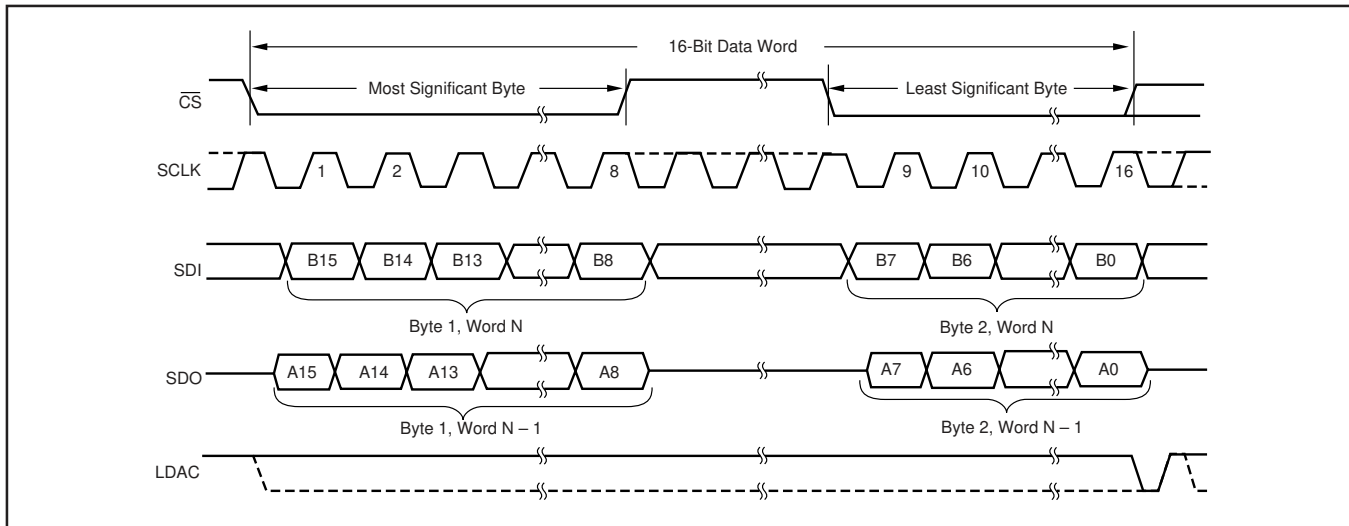 16-Bit Data Word
CS Most Significant Byte Least Significant Byte
SCLK 1 2 8 9 10 16
SDI B15 B14 B13 B8 B7 B6 B0
Byte 1, Word N Byte 2, Word N
SDO A15 A14 A13 A8 A7 A6 A0
Byte 1, Word N – 1 Byte 2, Word N – 1
LDAC